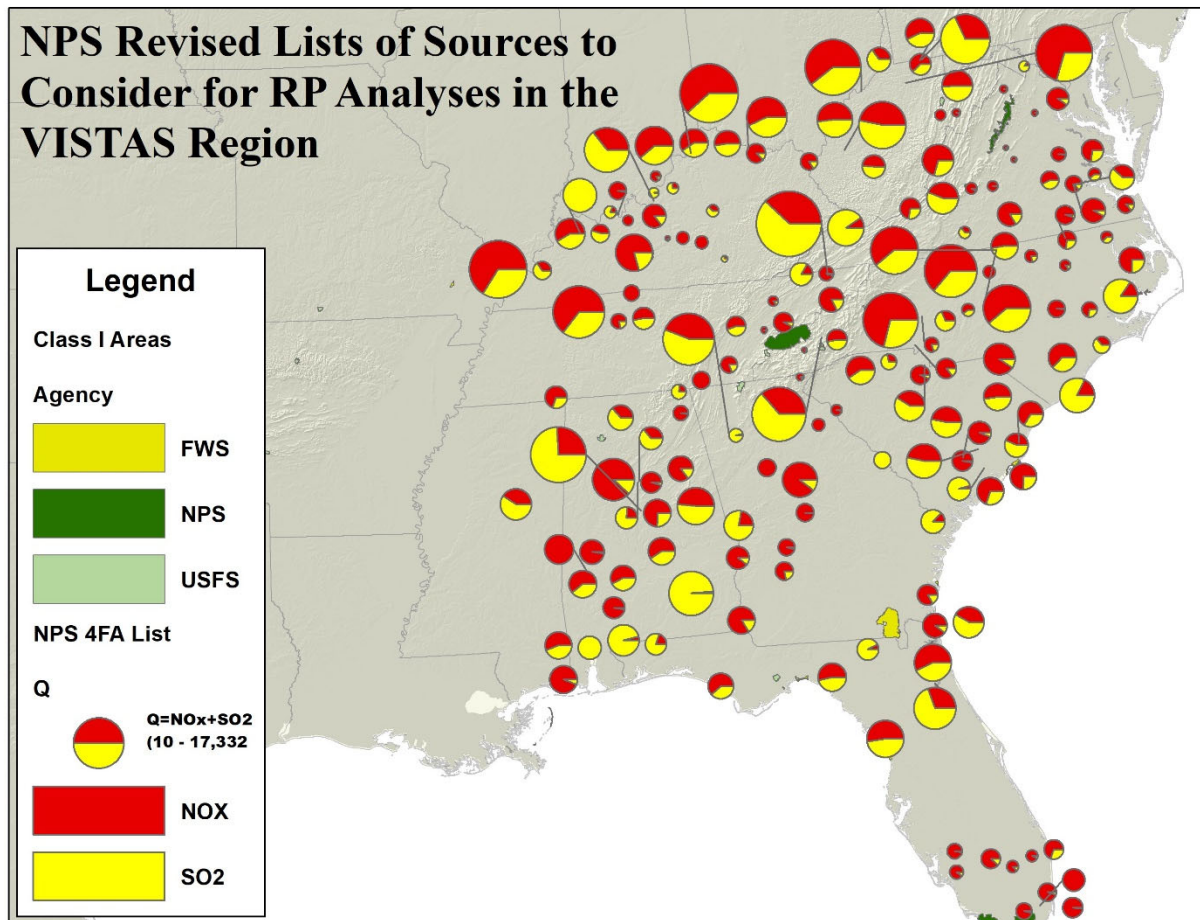 NPS Revised Lists of Sources to
Consider for RP Analyses in the
VISTAS Region
Legend
Class I Areas
Agency
FWS
NPS
USFS
NPS 4FA List
Q
Q=NOx+SO2
(10 - 17,332
NOX
SO2